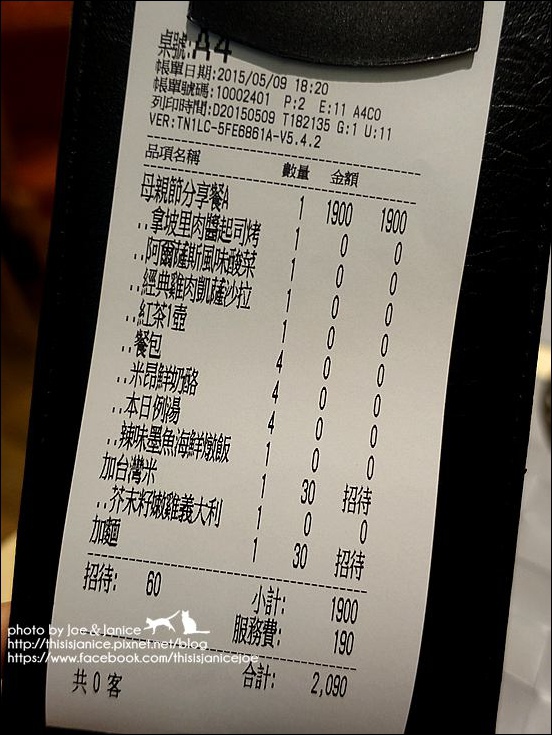 桌號:A4
帳單日期:2015/05/09 18:20
帳單號碼:10002401 P:2 E:11 A4C0
列印時間:D20150509 T182135 G:1 U:11
VER:TN1LC-5FE6861A-V5.4.2
品項名稱 數量 金額
母親節分享餐A 1 1900 1900
..拿坡里肉醬起司烤 1 0 0
..阿爾薩斯風味酸菜 1 0 0
..經典雞肉凱薩沙拉 1 0 0
..紅茶1壺 1 0 0
..餐包 4 0 0
..米昂鮮奶酪 4 0 0
..本日例湯 4 0 0
..辣味墨魚海鮮燉飯 1 0 0
加台灣米 1 30 招待
..芥末籽嫩雞義大利 1 0 0
加麵 1 30 招待
招待: 60 小計: 1900
服務費: 190
共 0 客 合計: 2,090
photo by Joe & Janice
http://thisisjanice.pixnet.net/blog
https://www.facebook.com/thisisjanicejoe